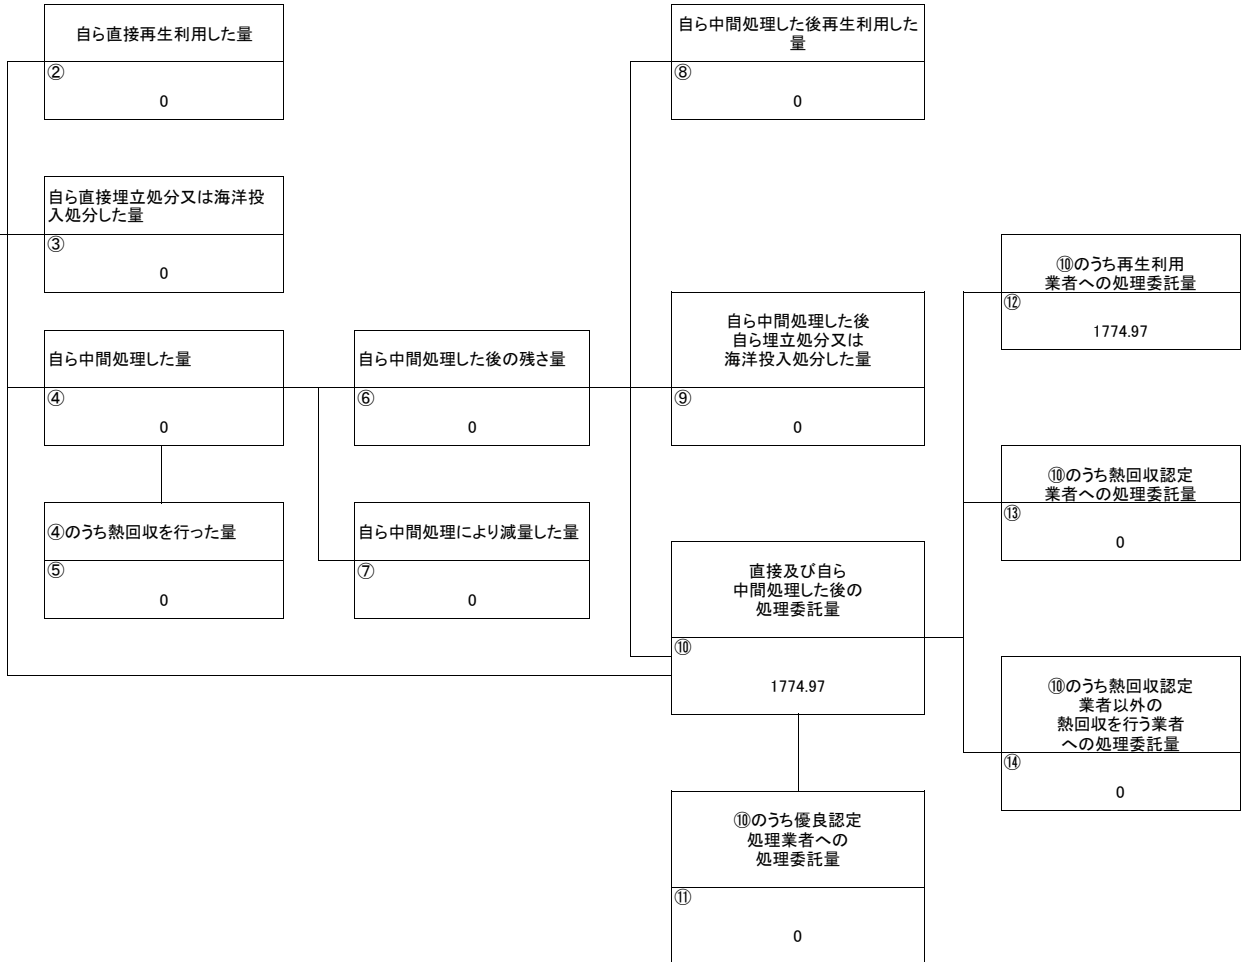 自ら直接再生利用した量
②
0
自ら直接埋立処分又は海洋投
入処分した量
③
0
自ら中間処理した量
④
0
④のうち熱回収を行った量
⑤
0
自ら中間処理した後の残さ量
⑥
0
自ら中間処理により減量した量
⑦
0
自ら中間処理した後再生利用した
量
⑧
0
自ら中間処理した後
自ら埋立処分又は
海洋投入処分した量
⑨
0
直接及び自ら
中間処理した後の
処理委託量
⑩
1774.97
⑩のうち優良認定
処理業者への
処理委託量
⑪
0
⑩のうち再生利用
業者への処理委託量
⑫
1774.97
⑩のうち熱回収認定
業者への処理委託量
⑬
0
⑩のうち熱回収認定
業者以外の
熱回収を行う業者
への処理委託量
⑭
0